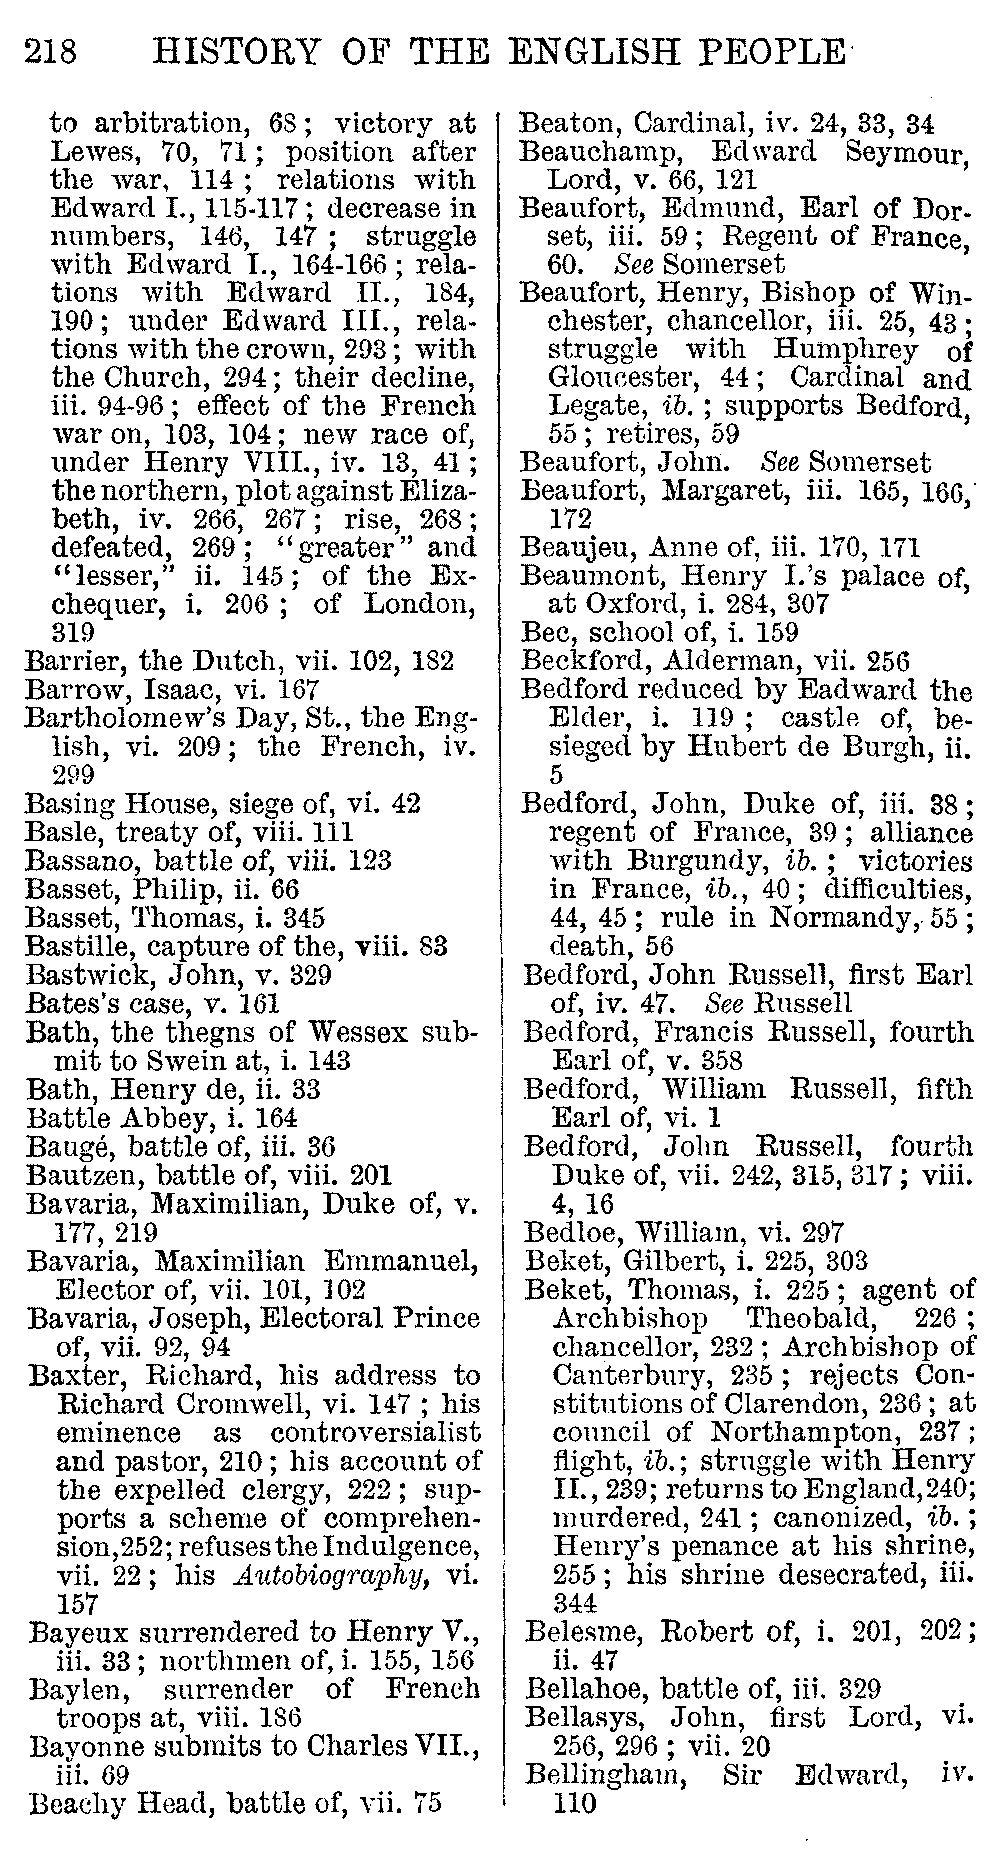 218 HISTORY OF THE ENGLISH PEOPLE
to arbitration, 68; victory at
Lewes, 70, 71; position after
the war, 114; relations with
Edward I., 115-117; decrease in
numbers, 146, 147; struggle
with Edward I., 164-166; rela-
tions with Edward II., 184,
190; under Edward III., rela-
tions with the crown, 293; with
the Church, 294; their decline,
iii. 94-96; effect of the French
war on, 103, 104; new race of,
under Henry VIII., iv. 13, 41;
the northern, plot against Eliza-
beth, iv. 266, 267; rise, 268;
defeated, 269; "greater" and
"lesser," ii. 145; of the Ex-
chequer, i. 206; of London,
319
Barrier, the Dutch, vii. 102, 182
Barrow, Isaac, vi. 167
Bartholomew's Day, St., the Eng-
lish, vi. 209; the French, iv.
299
Basing House, siege of, vi. 42
Basle, treaty of, viii. 111
Bassano, battle of, viii. 123
Basset, Philip, ii. 66
Basset, Thomas, i. 345
Bastille, capture of the, viii. 83
Bastwick, John, v. 329
Bates's case, v. 161
Bath, the thegns of Wessex sub-
mit to Swein at, i. 143
Bath, Henry de, ii. 33
Battle Abbey, i. 164
Baugé, battle of, iii. 36
Bautzen, battle of, viii. 201
Bavaria, Maximilian, Duke of, v.
177, 219
Bavaria, Maximilian Emmanuel,
Elector of, vii. 101, 102
Bavaria, Joseph, Electoral Prince
of, vii. 92, 94
Baxter, Richard, his address to
Richard Cromwell, vi. 147; his
eminence as controversialist
and pastor, 210; his account of
the expelled clergy, 222; sup-
ports a scheme of comprehen-
sion, 252; refuses the Indulgence,
vii. 22; his Autobiography, vi.
157
Bayeux surrendered to Henry V.,
iii. 33; northmen of, i. 155, 156
Baylen, surrender of French
troops at, viii. 186
Bayonne submits to Charles VII.,
iii. 69
Beachy Head, battle of, vii. 75
Beaton, Cardinal, iv. 24, 33, 34
Beauchamp, Edward Seymour,
Lord, v. 66, 121
Beaufort, Edmund, Earl of Dor-
set, iii. 59; Regent of France,
60. See Somerset
Beaufort, Henry, Bishop of Win-
chester, chancellor, iii. 25, 43;
struggle with Humphrey of
Gloucester, 44; Cardinal and
Legate, ib.; supports Bedford,
55; retires, 59
Beaufort, John. See Somerset
Beaufort, Margaret, iii. 165, 166,
172
Beaujeu, Anne of, iii. 170, 171
Beaumont, Henry I.'s palace of,
at Oxford, i. 284, 307
Bec, school of, i. 159
Beckford, Alderman, vii. 256
Bedford reduced by Eadward the
Elder, i. 119; castle of, be-
sieged by Hubert de Burgh, ii.
5
Bedford, John, Duke of, iii. 38;
regent of France, 39; alliance
with Burgundy, ib.; victories
in France, ib., 40; difficulties,
44, 45; rule in Normandy, 55;
death, 56
Bedford, John Russell, first Earl
of, iv. 47. See Russell
Bedford, Francis Russell, fourth
Earl of, v. 358
Bedford, William Russell, fifth
Earl of, vi. 1
Bedford, John Russell, fourth
Duke of, vii. 242, 315, 317; viii.
4, 16
Bedloe, William, vi. 297
Beket, Gilbert, i. 225, 303
Beket, Thomas, i. 225; agent of
Archbishop Theobald, 226;
chancellor, 232; Archbishop of
Canterbury, 235; rejects Con-
stitutions of Clarendon, 236; at
council of Northampton, 237;
flight, ib.; struggle with Henry
II., 239; returns to England, 240;
murdered, 241; canonized, ib.;
Henry's penance at his shrine,
255; his shrine desecrated, iii.
344
Belesme, Robert of, i. 201, 202;
ii. 47
Bellahoe, battle of, iii. 329
Bellasys, John, first Lord, vi.
256, 296; vii. 20
Bellingham, Sir Edward, iv.
110